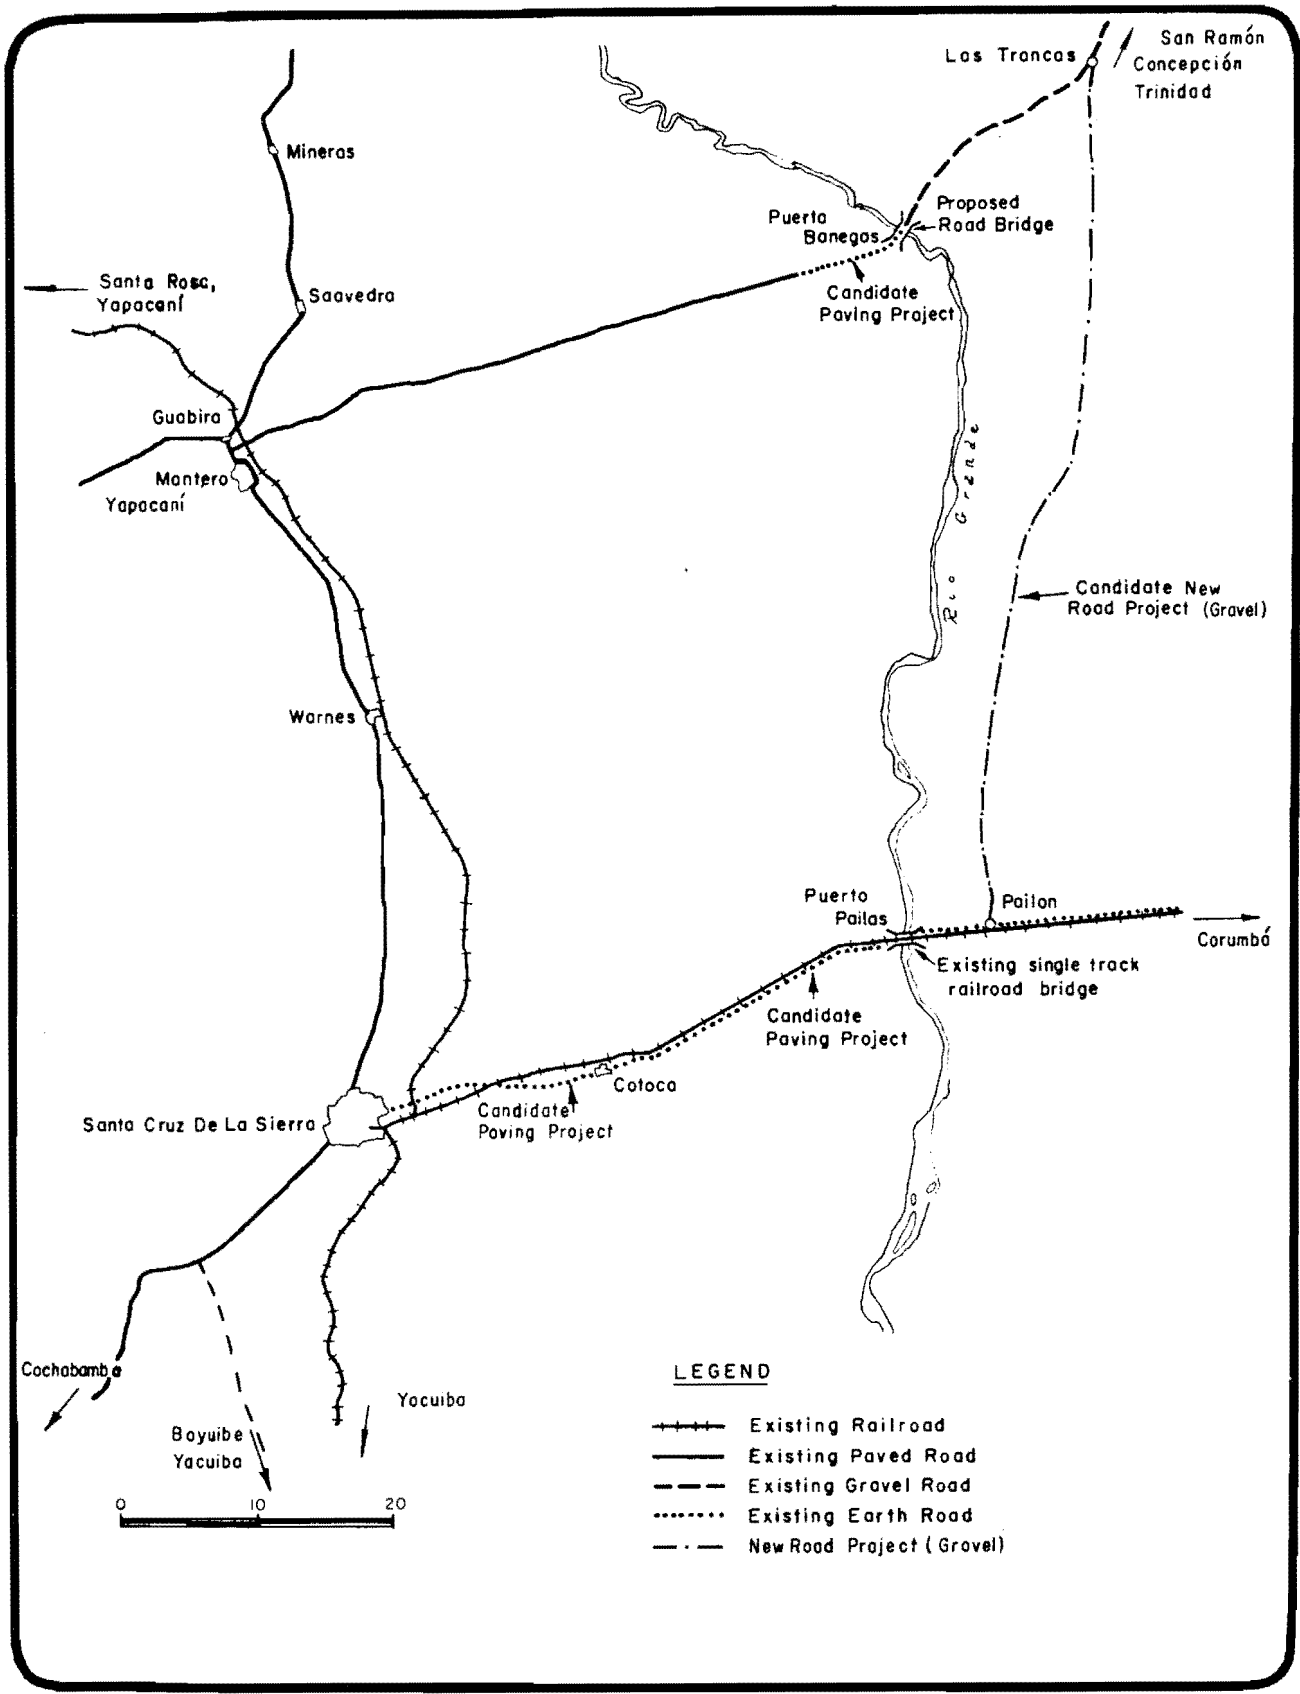 Las Trancas
San Ramón
Concepción
Trinidad
Mineras
Proposed
Road Bridge
Puerto
Banegas
Santa Rosa,
Yapacaní
Saavedra
Candidate
Paving Project
Guabira
Montero
Yapacaní
Rio Grande
Candidate New
Road Project (Gravel)
Warnes
Puerto
Pailas
Pailon
Corumbá
Existing single track
railroad bridge
Candidate
Paving Project
Cotoca
Candidate
Paving Project
Santa Cruz De La Sierra
Cochabamba
Yacuiba
Boyuibe
Yacuiba
0 10 20
LEGEND
Existing Railroad
Existing Paved Road
Existing Gravel Road
Existing Earth Road
New Road Project (Gravel)